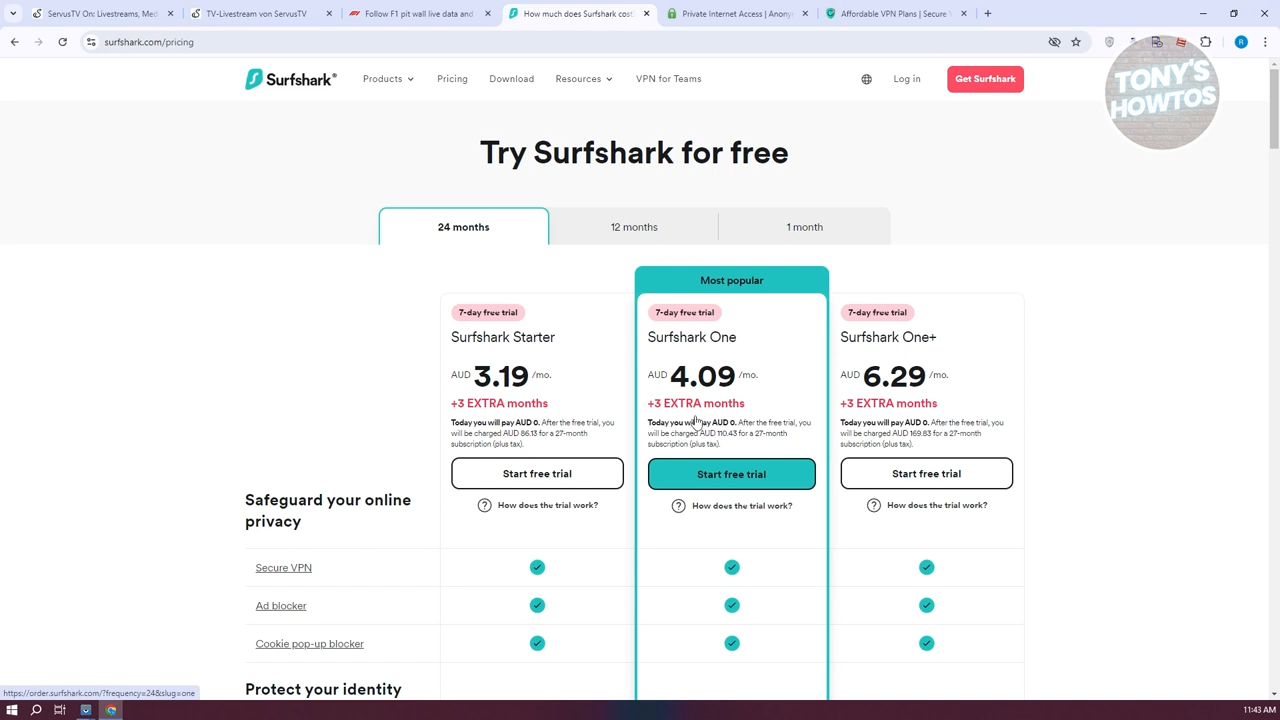 ServusTV On: Livestreams, Med
TV-Livestream von ServusTV
Follow F1 pit wall live data and
How much does Surfshark cost
Private Internet Access | Anony
Affordable VPN Plans | Secure
surfshark.com/pricing
R
Surfshark®
Products
Pricing
Download
Resources
VPN for Teams
Log in
Get Surfshark
TONY'S
HOWTOS
Try Surfshark for free
24 months
12 months
1 month
Most popular
7-day free trial
Surfshark Starter
AUD 3.19 /mo.
+3 EXTRA months
Today you will pay AUD 0. After the free trial, you
will be charged AUD 86.13 for a 27-month
subscription (plus tax).
Start free trial
How does the trial work?
7-day free trial
Surfshark One
AUD 4.09 /mo.
+3 EXTRA months
Today you will pay AUD 0. After the free trial, you
will be charged AUD 110.43 for a 27-month
subscription (plus tax).
Start free trial
How does the trial work?
7-day free trial
Surfshark One+
AUD 6.29 /mo.
+3 EXTRA months
Today you will pay AUD 0. After the free trial, you
will be charged AUD 169.83 for a 27-month
subscription (plus tax).
Start free trial
How does the trial work?
Safeguard your online
privacy
Secure VPN
Ad blocker
Cookie pop-up blocker
Protect your identity
https://order.surfshark.com/?frequency=24&slug=one
11:43 AM